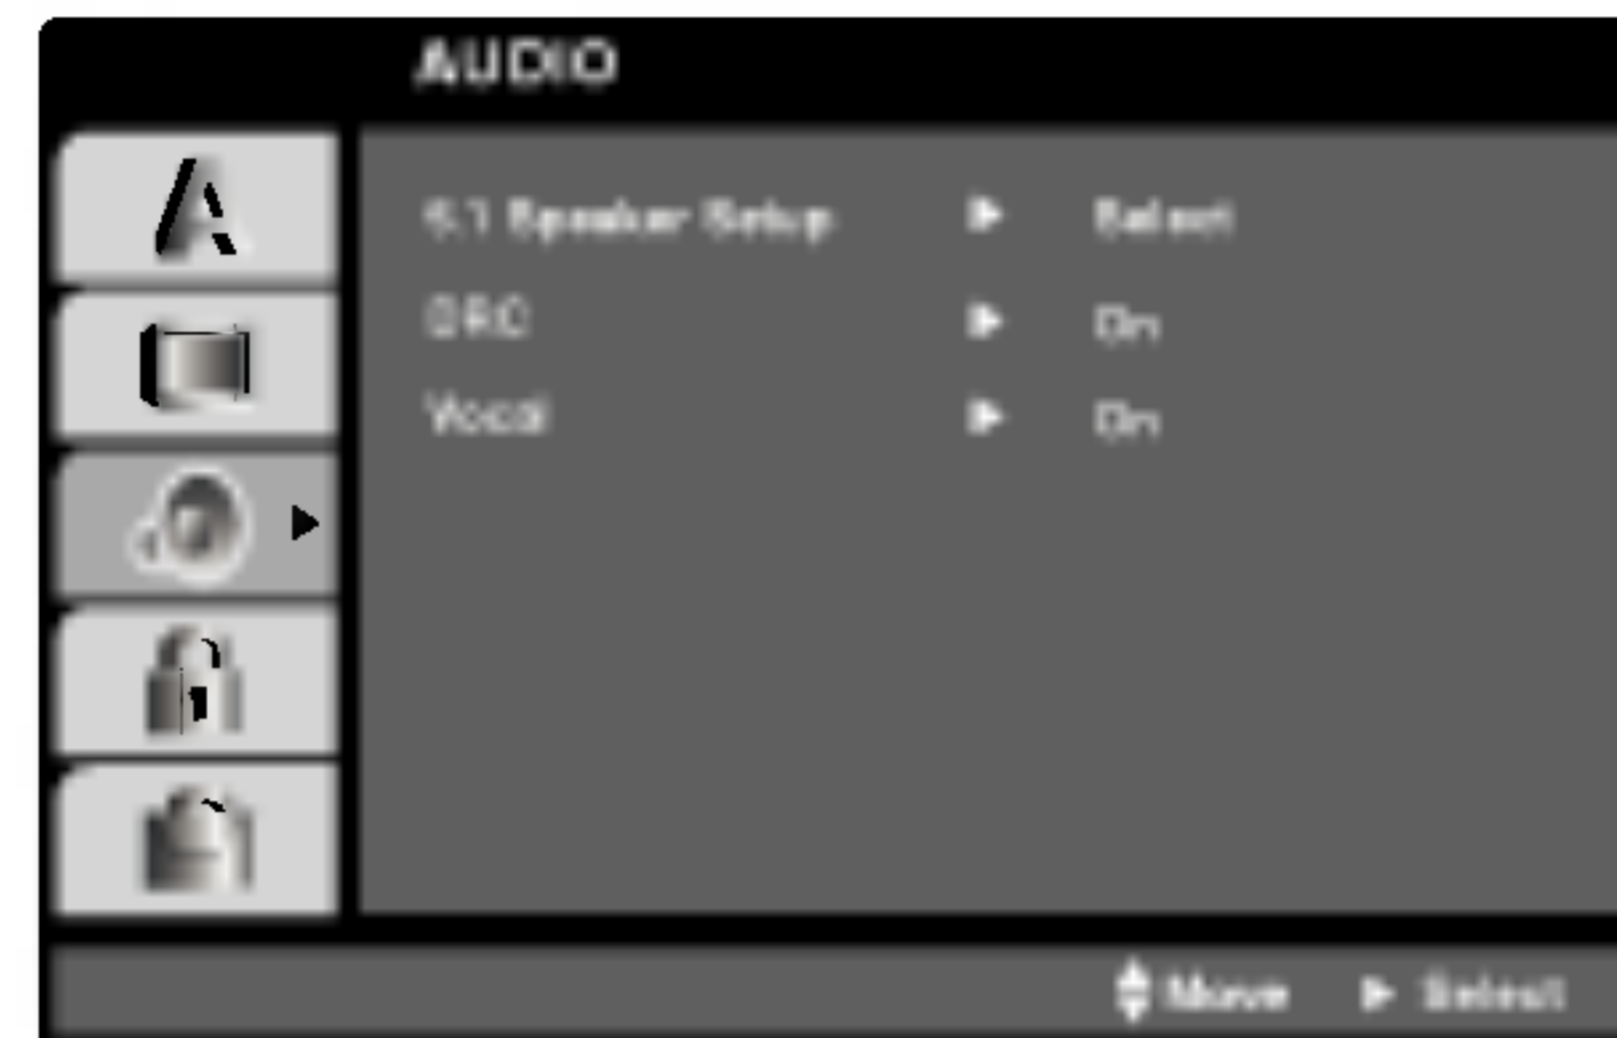 AUDIO
5.1 Speaker Setup Select
DRC On
Vocal On
Move Select